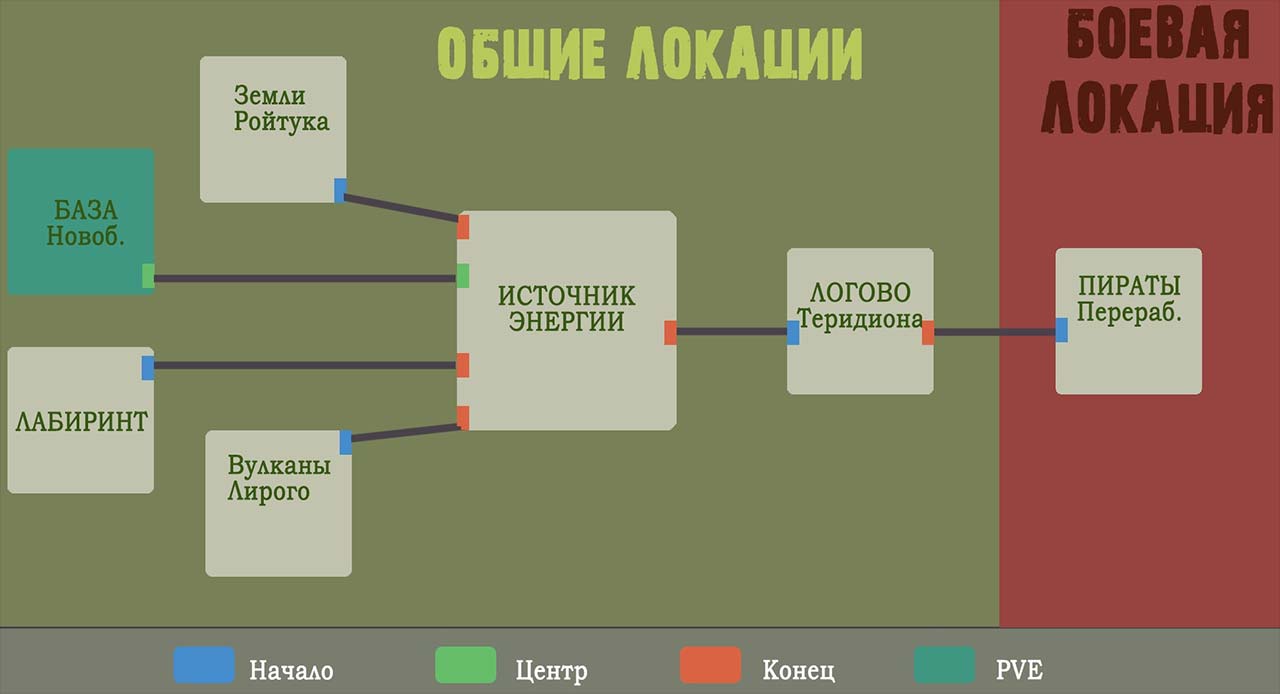 ОБЩИЕ ЛОКАЦИИ
БОЕВАЯ
ЛОКАЦИЯ
Земли
Ройтука
БАЗА
Новоб.
ИСТОЧНИК
ЭНЕРГИИ
ЛОГОВО
Теридиона
ПИРАТЫ
Перераб.
ЛАБИРИНТ
Вулканы
Лирого
Начало
Центр
Конец
PVE